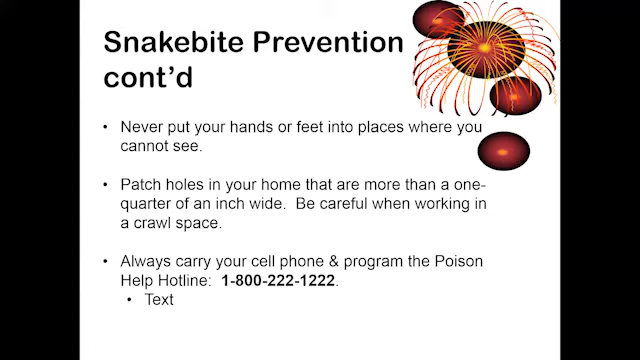 Snakebite Prevention
cont’d
• Never put your hands or feet into places where you
cannot see.
• Patch holes in your home that are more than a one-
quarter of an inch wide.  Be careful when working in
a crawl space.
• Always carry your cell phone & program the Poison
Help Hotline:  1-800-222-1222.
• Text